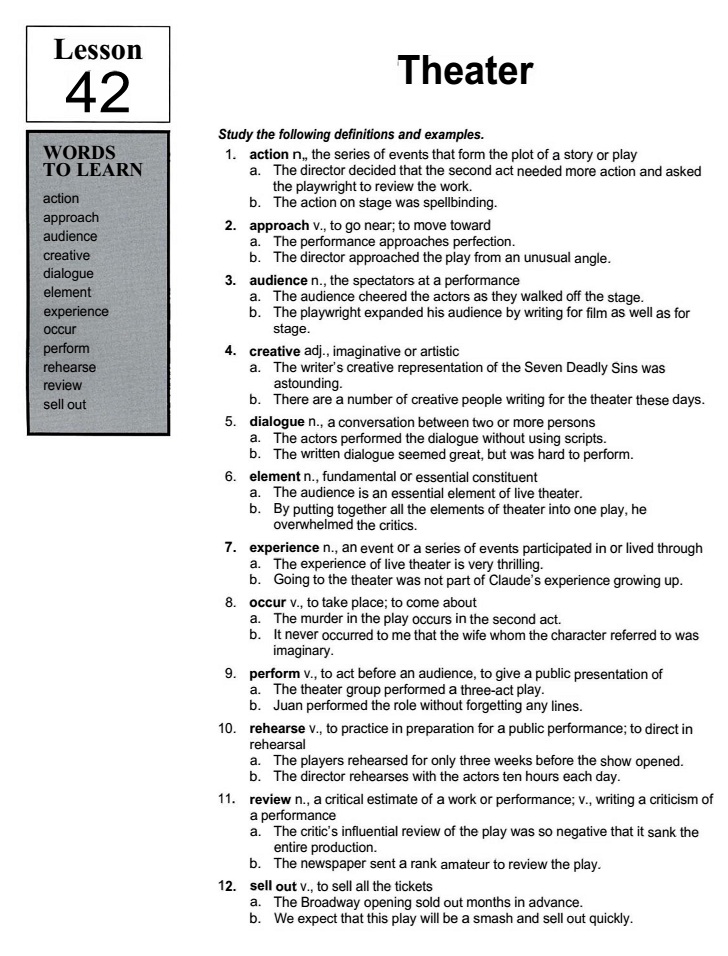 Lesson
42
Theater
WORDS
TO LEARN
action
approach
audience
creative
dialogue
element
experience
occur
perform
rehearse
review
sell out
Study the following definitions and examples.
1. action n,, the series of events that form the plot of a story or play
a. The director decided that the second act needed more action and asked
the playwright to review the work.
b. The action on stage was spellbinding.
2. approach v., to go near; to move toward
a. The performance approaches perfection.
b. The director approached the play from an unusual angle.
3. audience n., the spectators at a performance
a. The audience cheered the actors as they walked off the stage.
b. The playwright expanded his audience by writing for film as well as for
stage.
4. creative adj., imaginative or artistic
a. The writer's creative representation of the Seven Deadly Sins was
astounding.
b. There are a number of creative people writing for the theater these days.
5. dialogue n., a conversation between two or more persons
a. The actors performed the dialogue without using scripts.
b. The written dialogue seemed great, but was hard to perform.
6. element n., fundamental or essential constituent
a. The audience is an essential element of live theater.
b. By putting together all the elements of theater into one play, he
overwhelmed the critics.
7. experience n., an event or a series of events participated in or lived through
a. The experience of live theater is very thrilling.
b. Going to the theater was not part of Claude's experience growing up.
8. occur v., to take place; to come about
a. The murder in the play occurs in the second act.
b. It never occurred to me that the wife whom the character referred to was
imaginary.
9. perform v., to act before an audience, to give a public presentation of
a. The theater group performed a three-act play.
b. Juan performed the role without forgetting any lines.
10. rehearse v., to practice in preparation for a public performance; to direct in
rehearsal
a. The players rehearsed for only three weeks before the show opened.
b. The director rehearses with the actors ten hours each day.
11. review n., a critical estimate of a work or performance; v., writing a criticism of
a performance
a. The critic's influential review of the play was so negative that it sank the
entire production.
b. The newspaper sent a rank amateur to review the play.
12. sell out v., to sell all the tickets
a. The Broadway opening sold out months in advance.
b. We expect that this play will be a smash and sell out quickly.